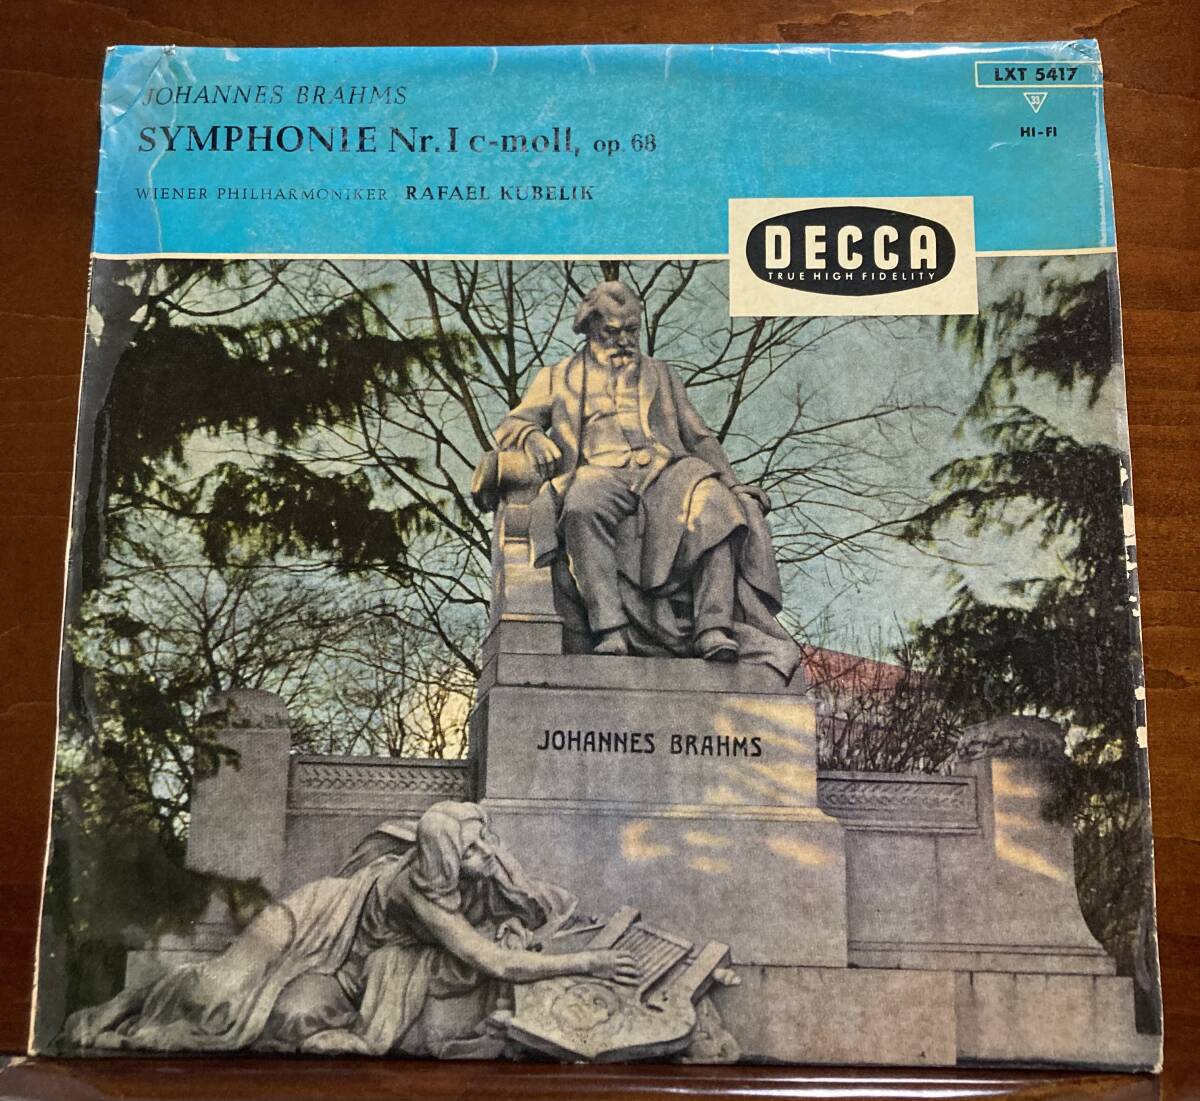 JOHANNES BRAHMS
SYMPHONIE Nr. I c-moll, op. 68
WIENER PHILHARMONIKER RAFAEL KUBELIK
LXT 5417
33
HI-FI
DECCA
TRUE HIGH FIDELITY
JOHANNES BRAHMS